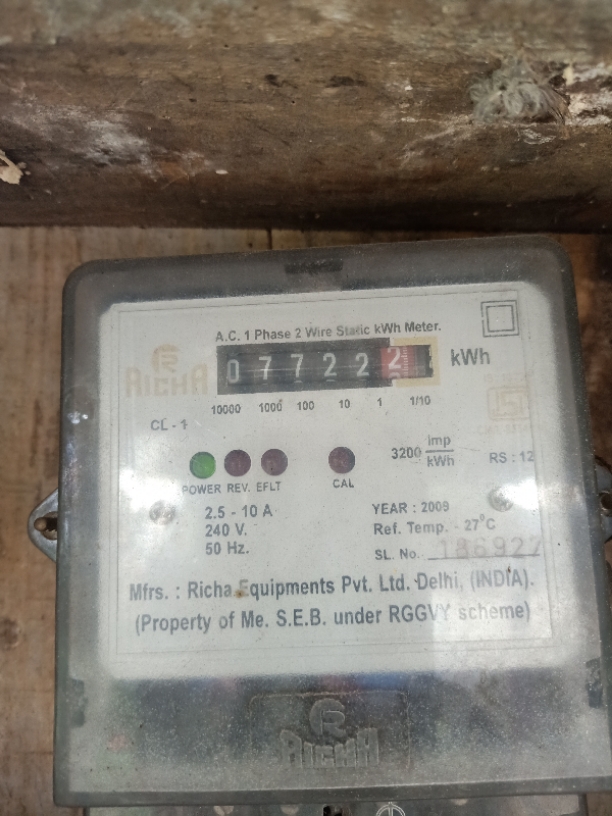 A.C. 1 Phase 2 Wire Static kWh Meter.
RICHA
077222 kWh
10000 1000 100 10 1 1/10
CL - 1
3200 imp/kWh
RS : 12
POWER REV. EFLT CAL
2.5 - 10 A
240 V.
50 Hz.
YEAR : 2009
Ref. Temp. - 27°C
SL. No. 186927
Mfrs. : Richa Equipments Pvt. Ltd. Delhi, (INDIA).
(Property of Me. S.E.B. under RGGVY scheme)
RICHA